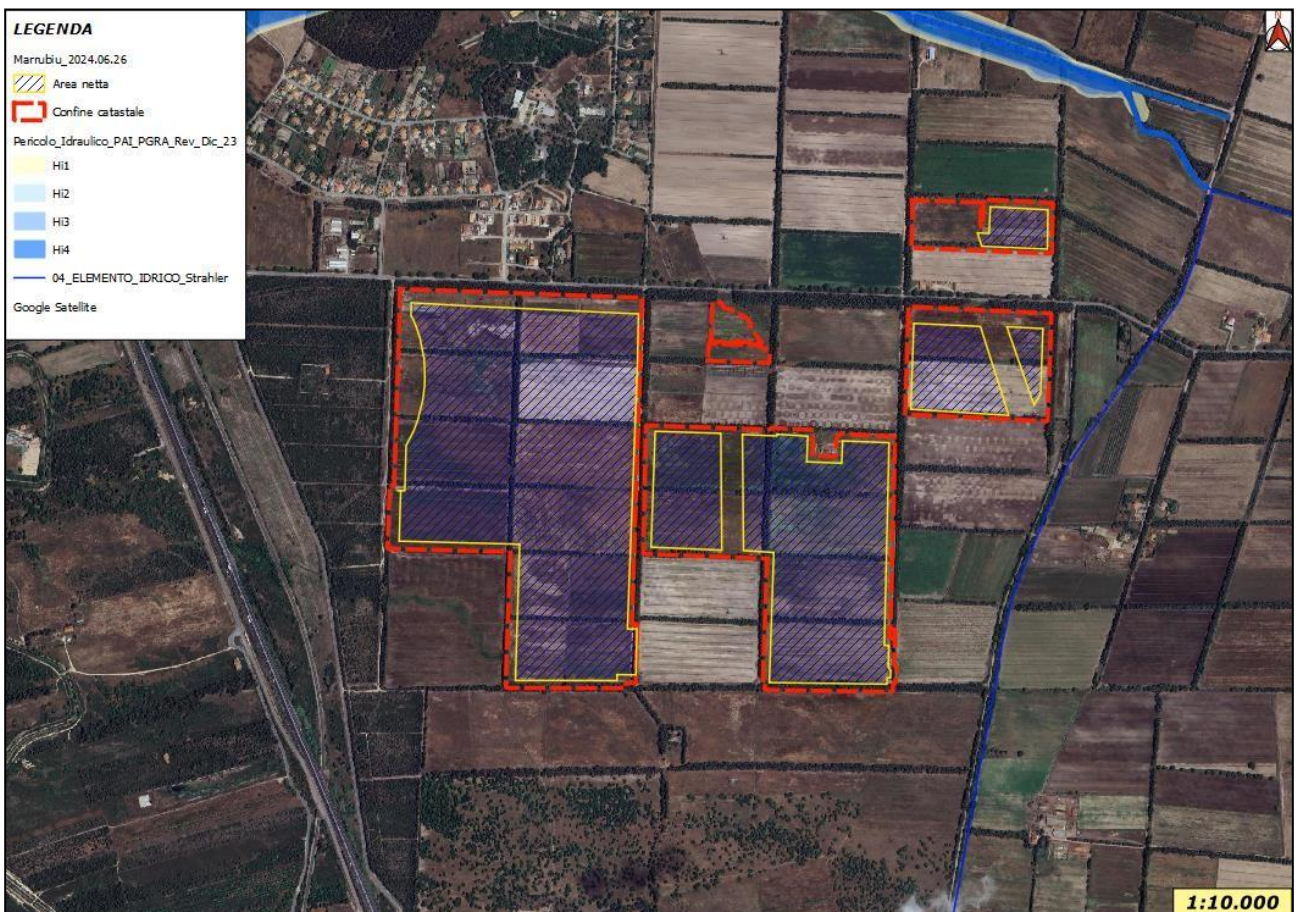 LEGENDA
Marrubiu_2024.06.26
Area netta
Confine catastale
Pericolo_Idraulico_PAI_PGRA_Rev_Dic_23
Hi1
Hi2
Hi3
Hi4
04_ELEMENTO_IDRICO_Strahler
Google Satellite
1:10.000